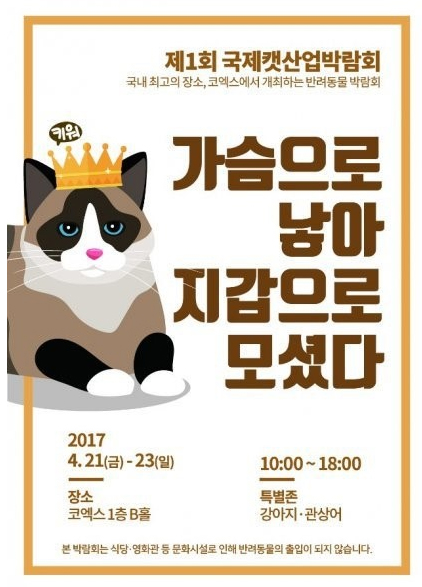 제1회 국제캣산업박람회
국내 최고의 장소, 코엑스에서 개최하는 반려동물 박람회
키워
가슴으로
낳아
지갑으로
모셨다
2017
4. 21(금) - 23(일)
10:00 ~ 18:00
장소
코엑스 1층 B홀
특별존
강아지 · 관상어
본 박람회는 식당·영화관 등 문화시설로 인해 반려동물의 출입이 되지 않습니다.